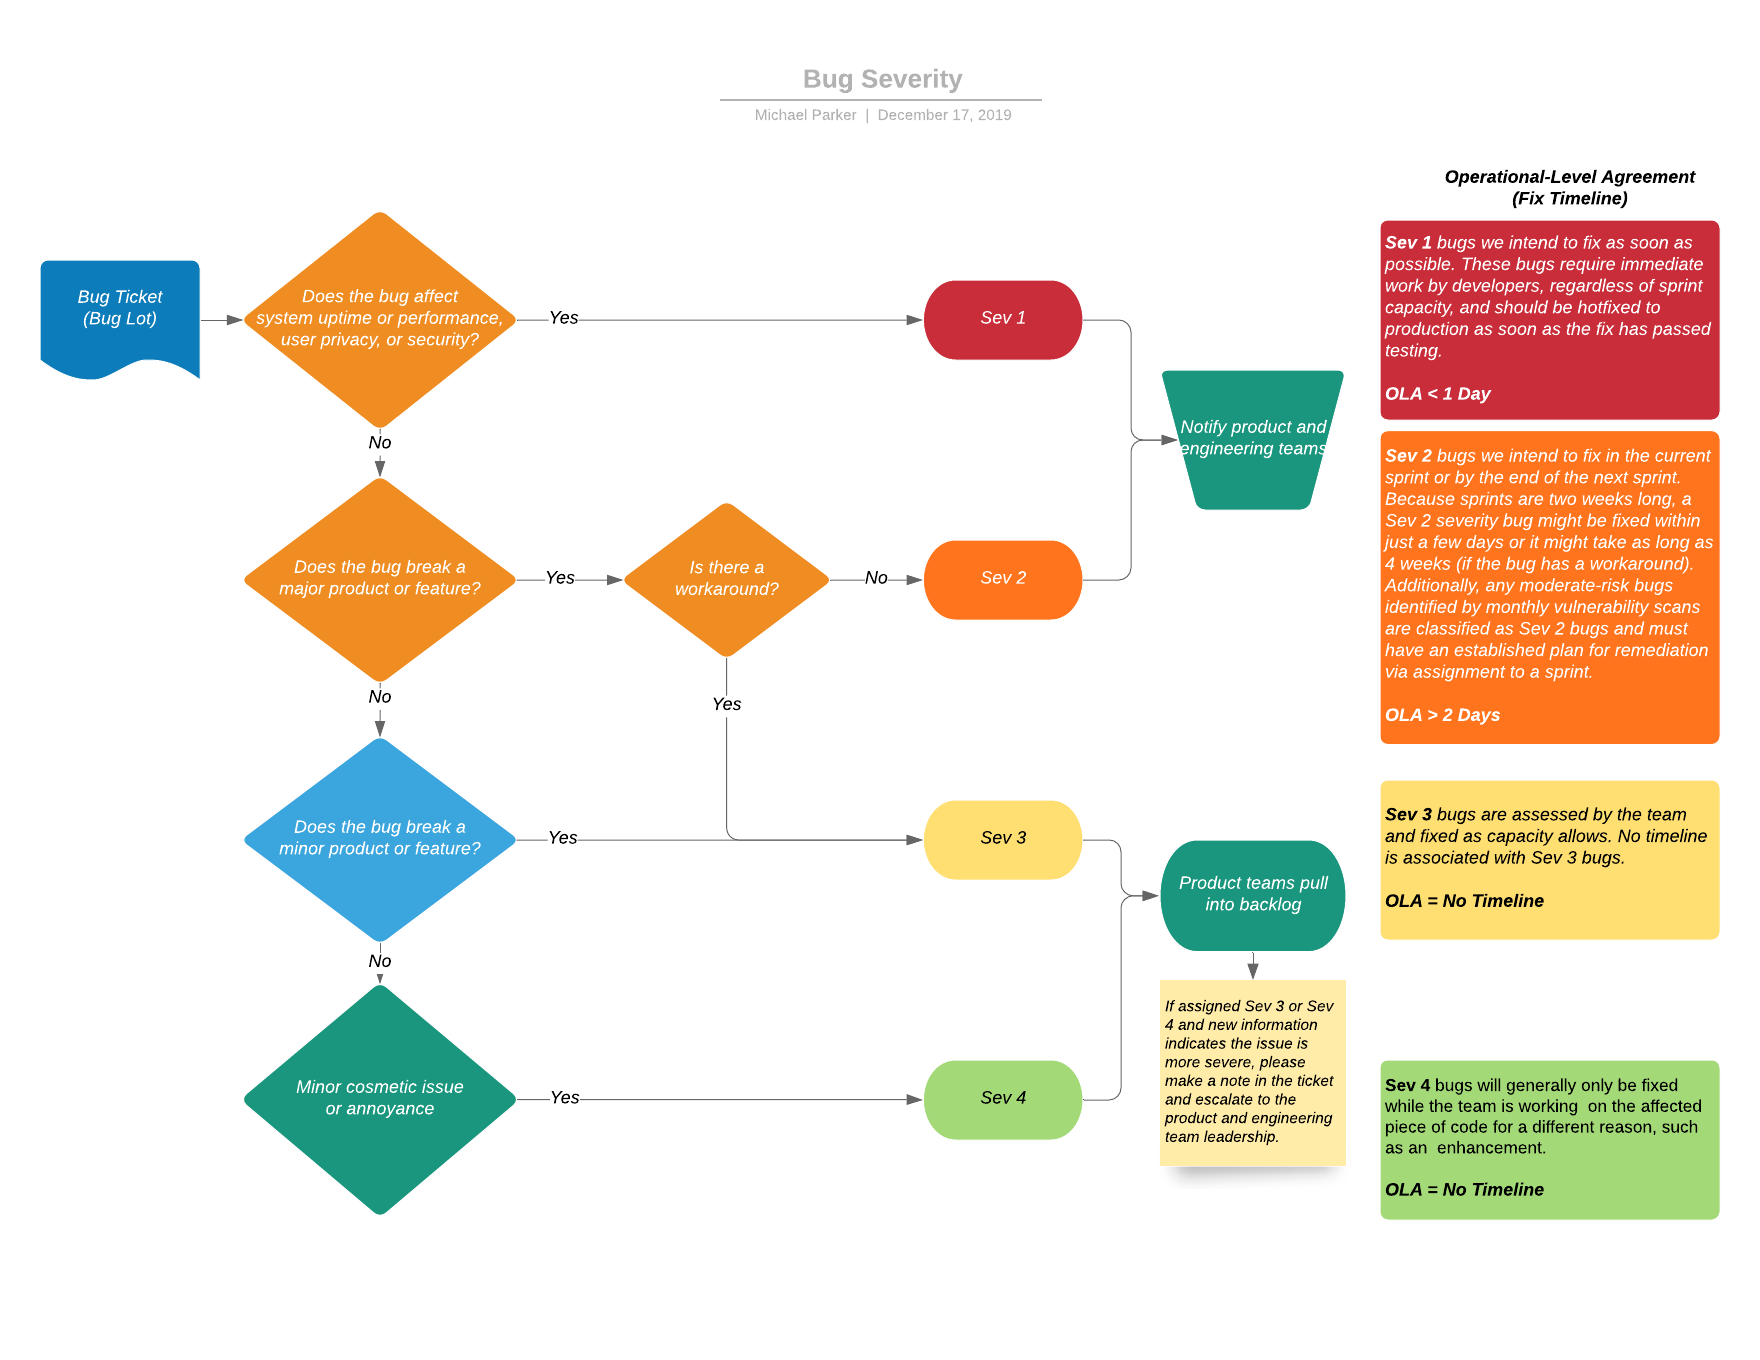 Bug Severity
Michael Parker | December 17, 2019
Operational-Level Agreement
(Fix Timeline)
Bug Ticket
(Bug Lot)
Does the bug affect
system uptime or performance,
user privacy, or security?
Yes
Sev 1
No
Notify product and
engineering teams
Does the bug break a
major product or feature?
Yes
Is there a
workaround?
No
Sev 2
No
Yes
Does the bug break a
minor product or feature?
Yes
Sev 3
Product teams pull
into backlog
No
Minor cosmetic issue
or annoyance
Yes
Sev 4
If assigned Sev 3 or Sev
4 and new information
indicates the issue is
more severe, please
make a note in the ticket
and escalate to the
product and engineering
team leadership.
Sev 1 bugs we intend to fix as soon as
possible. These bugs require immediate
work by developers, regardless of sprint
capacity, and should be hotfixed to
production as soon as the fix has passed
testing.
OLA < 1 Day
Sev 2 bugs we intend to fix in the current
sprint or by the end of the next sprint.
Because sprints are two weeks long, a
Sev 2 severity bug might be fixed within
just a few days or it might take as long as
4 weeks (if the bug has a workaround).
Additionally, any moderate-risk bugs
identified by monthly vulnerability scans
are classified as Sev 2 bugs and must
have an established plan for remediation
via assignment to a sprint.
OLA > 2 Days
Sev 3 bugs are assessed by the team
and fixed as capacity allows. No timeline
is associated with Sev 3 bugs.
OLA = No Timeline
Sev 4 bugs will generally only be fixed
while the team is working  on the affected
piece of code for a different reason, such
as an  enhancement.
OLA = No Timeline